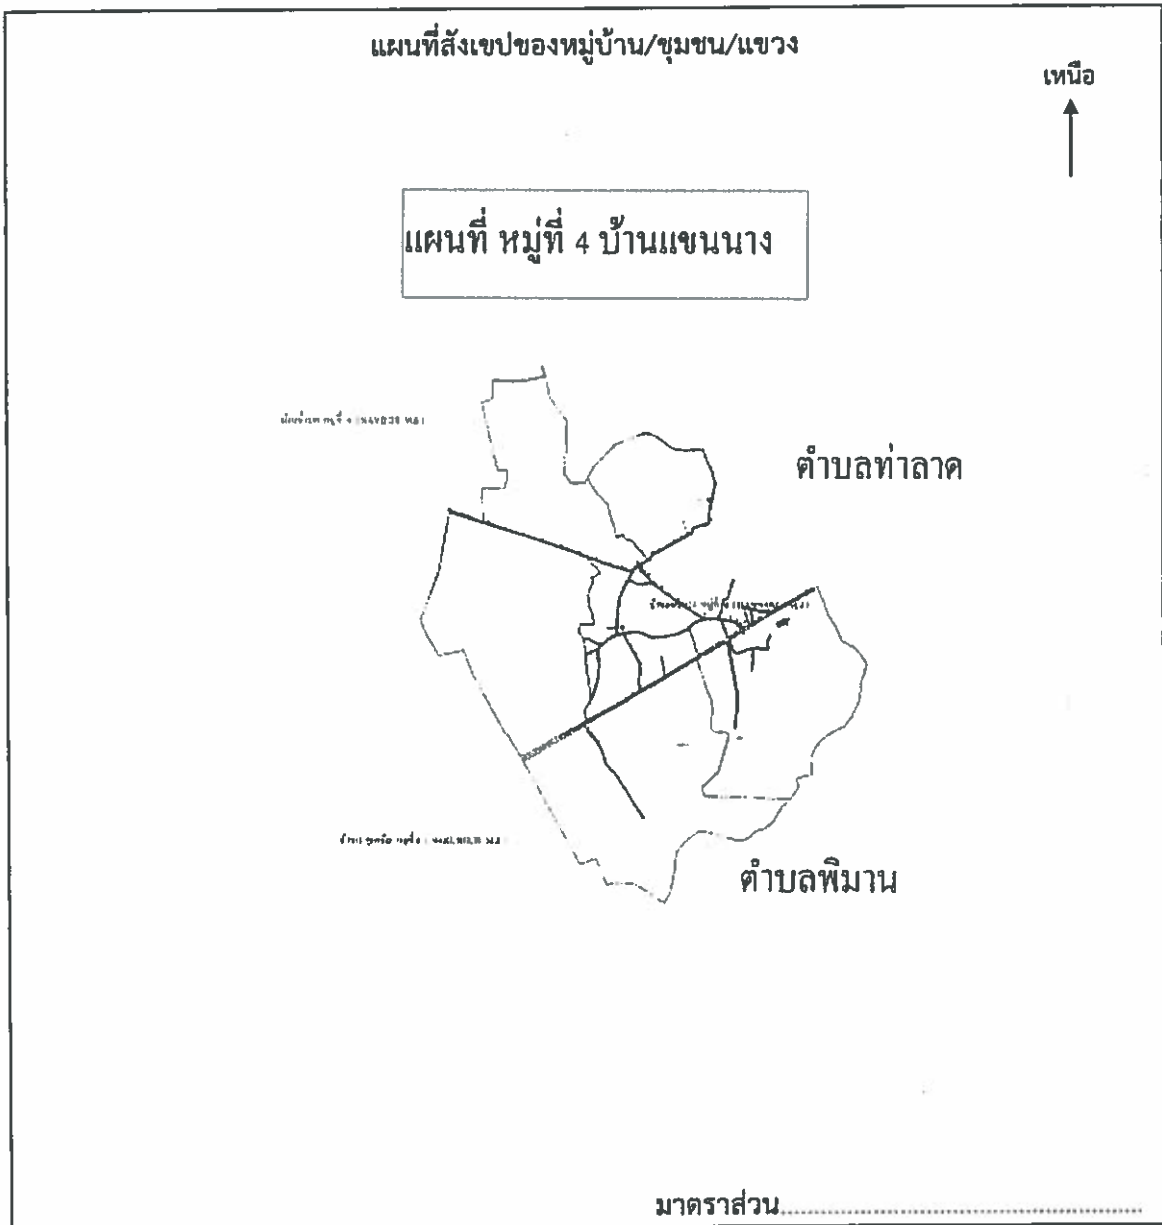 แผนที่สังเขปของหมู่บ้าน/ชุมชน/แขวง
เหนือ
แผนที่ หมู่ที่ 4 บ้านแขนนาง
ตำบลท่าลาด
ตำบลพิมาน
มาตราส่วน....................................................